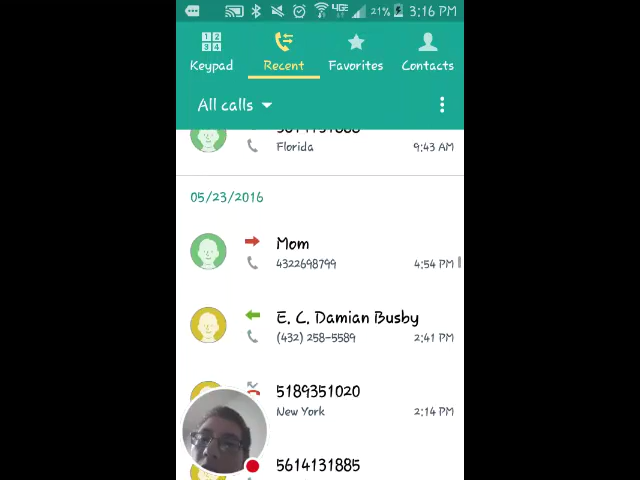 21% 3:16 PM
Keypad Recent Favorites Contacts
All calls
Florida 9:43 AM
05/23/2016
Mom
4322698799 4:54 PM
E. C. Damian Busby
(432) 258-5589 2:41 PM
5189351020
New York 2:14 PM
5614131885